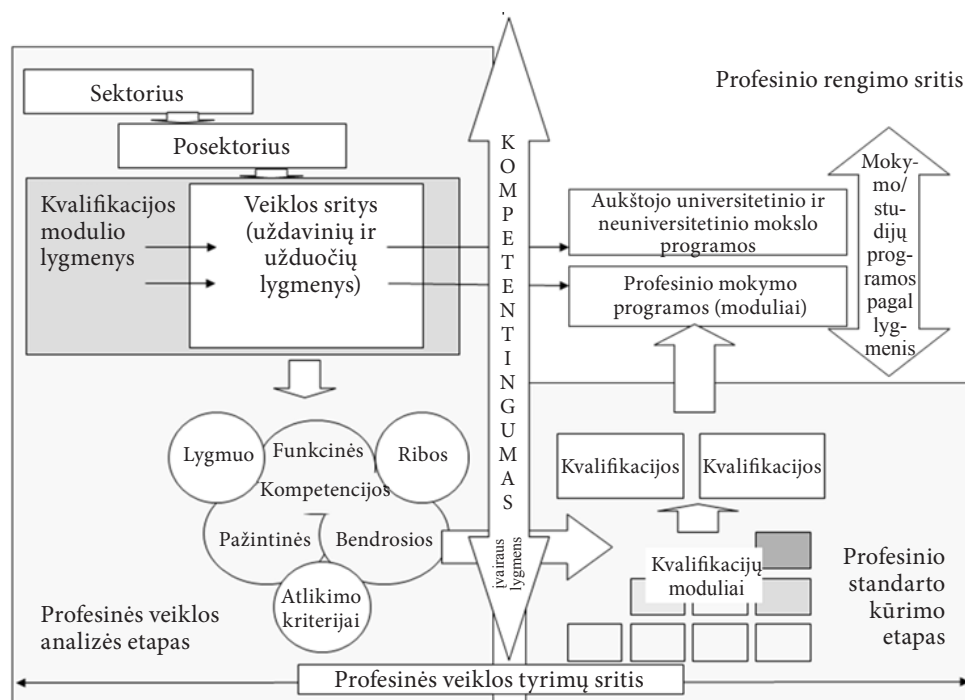 Sektorius
Posektorius
Kvalifikacijos
modulio
lygmenys
Veiklos sritys
(uždavinių ir
užduočių
lygmenys)
Lygmuo
Funkcinės
Ribos
Kompetencijos
Pažintinės
Bendrosios
Atlikimo
kriterijai
Profesinės veiklos
analizės etapas
KOMPETENTINGUMAS
įvairaus
lygmens
Profesinio rengimo sritis
Aukštojo universitetinio ir
neuniversitetinio mokslo
programos
Profesinio mokymo
programos (moduliai)
Moky-
mo/
stu-
dijų
prog-
ramos
pagal
lyg-
menis
Kvalifikacijos
Kvalifikacijos
Kvalifikacijų
moduliai
Profesinio
standarto
kūrimo
etapas
Profesinės veiklos tyrimų sritis